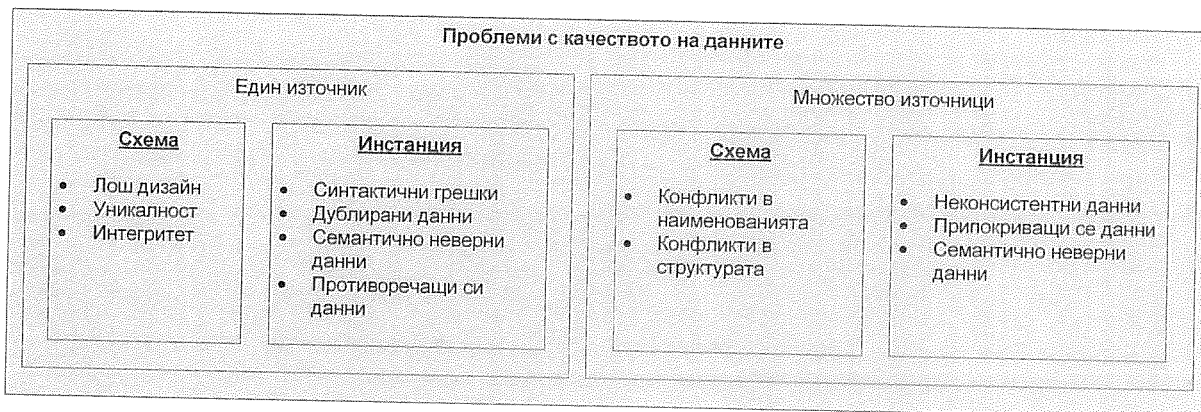 Проблеми с качеството на данните
Един източник
Схема
• Лош дизайн
• Уникалност
• Интегритет
Инстанция
• Синтактични грешки
• Дублирани данни
• Семантично неверни
данни
• Противоречащи си
данни
Множество източници
Схема
• Конфликти в
наименованията
• Конфликти в
структурата
Инстанция
• Неконсистентни данни
• Припокриващи се данни
• Семантично неверни
данни